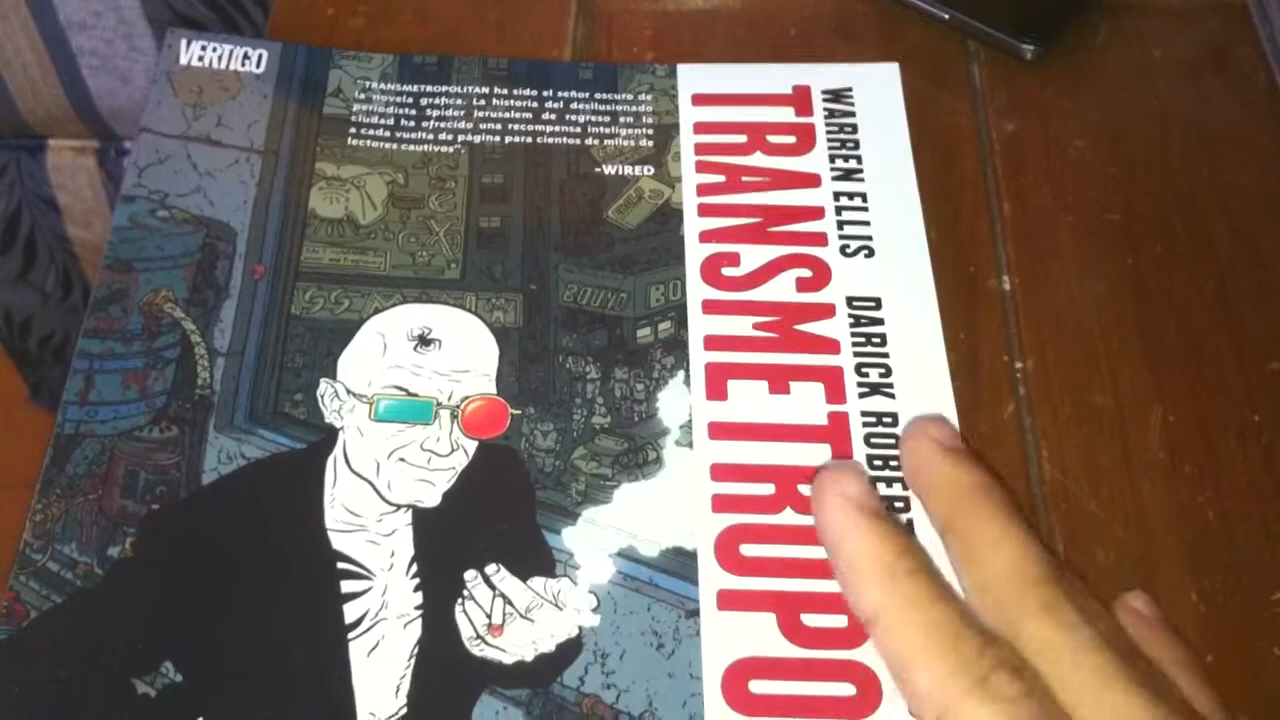 VERTIGO
"TRANSMETROPOLITAN ha sido el señor oscuro de
la novela gráfica. La historia del desilusionado
periodista Spider Jerusalem de regreso en la
ciudad ha ofrecido una recompensa inteligente
a cada vuelta de página para cientos de miles de
lectores cautivos".
-WIRED
WARREN ELLIS DARICK ROBERT
TRANSMETROPO
BOUND BO